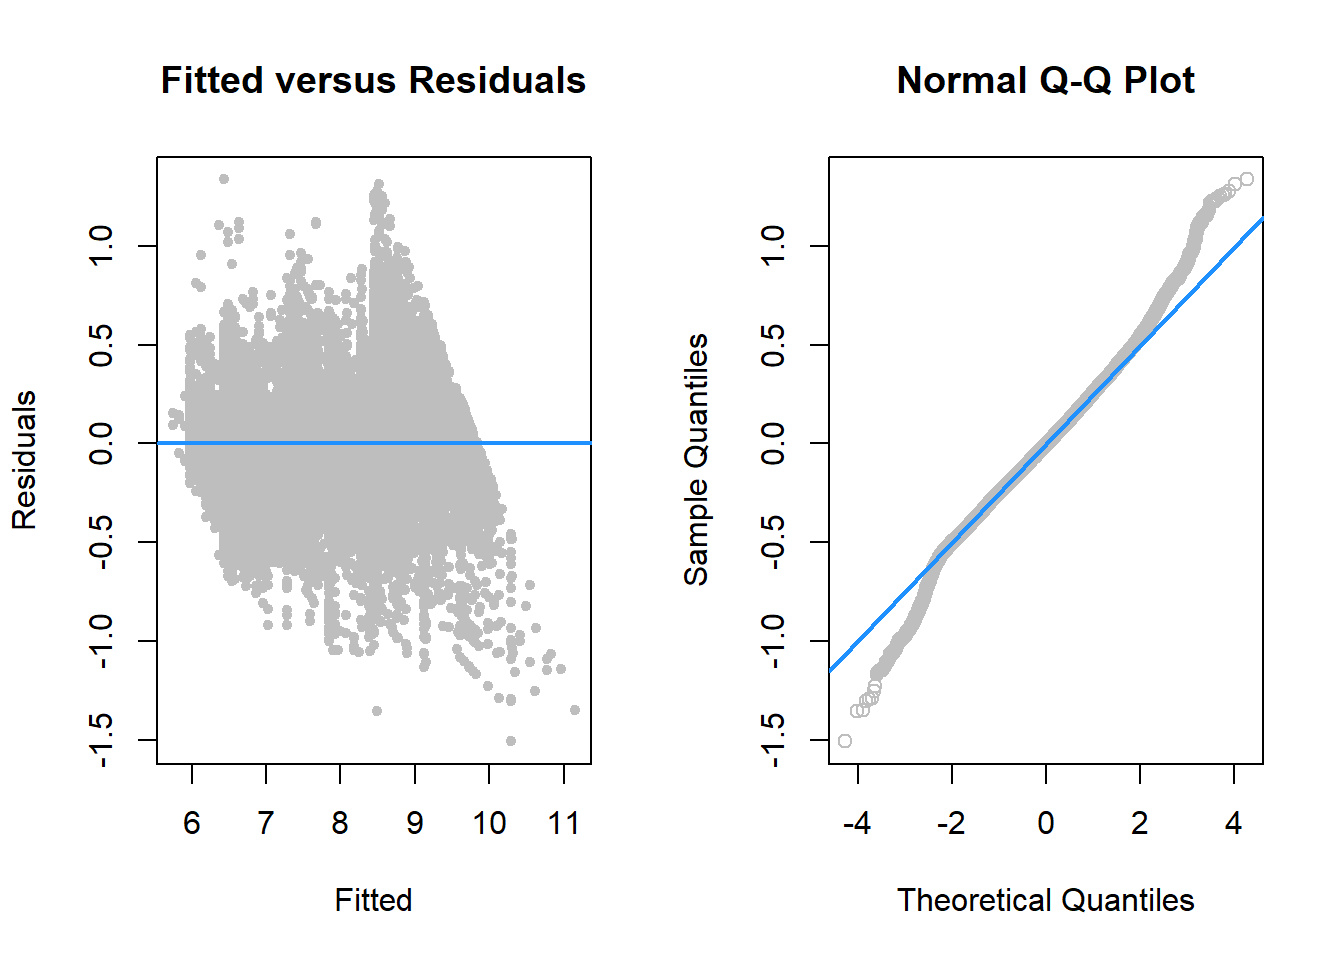 Fitted versus Residuals
Residuals
1.0
0.5
0.0
-0.5
-1.0
-1.5
6 7 8 9 10 11
Fitted
Normal Q-Q Plot
Sample Quantiles
1.0
0.5
0.0
-0.5
-1.0
-1.5
-4 -2 0 2 4
Theoretical Quantiles